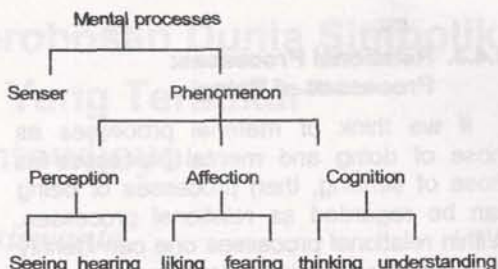 Mental processes
Senser Phenomenon
Perception Affection Cognition
Seeing hearing liking fearing thinking understanding